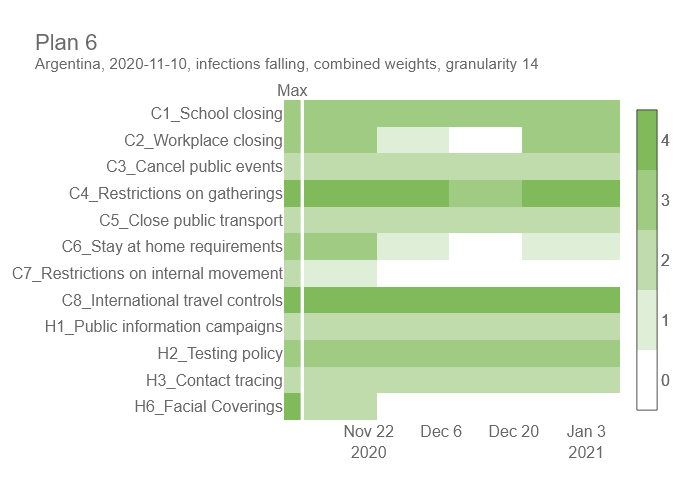 Plan 6
Argentina, 2020-11-10, infections falling, combined weights, granularity 14
Max
C1_School closing
C2_Workplace closing
C3_Cancel public events
C4_Restrictions on gatherings
C5_Close public transport
C6_Stay at home requirements
C7_Restrictions on internal movement
C8_International travel controls
H1_Public information campaigns
H2_Testing policy
H3_Contact tracing
H6_Facial Coverings
4
3
2
1
0
Nov 22 Dec 6 Dec 20 Jan 3
2020 2021